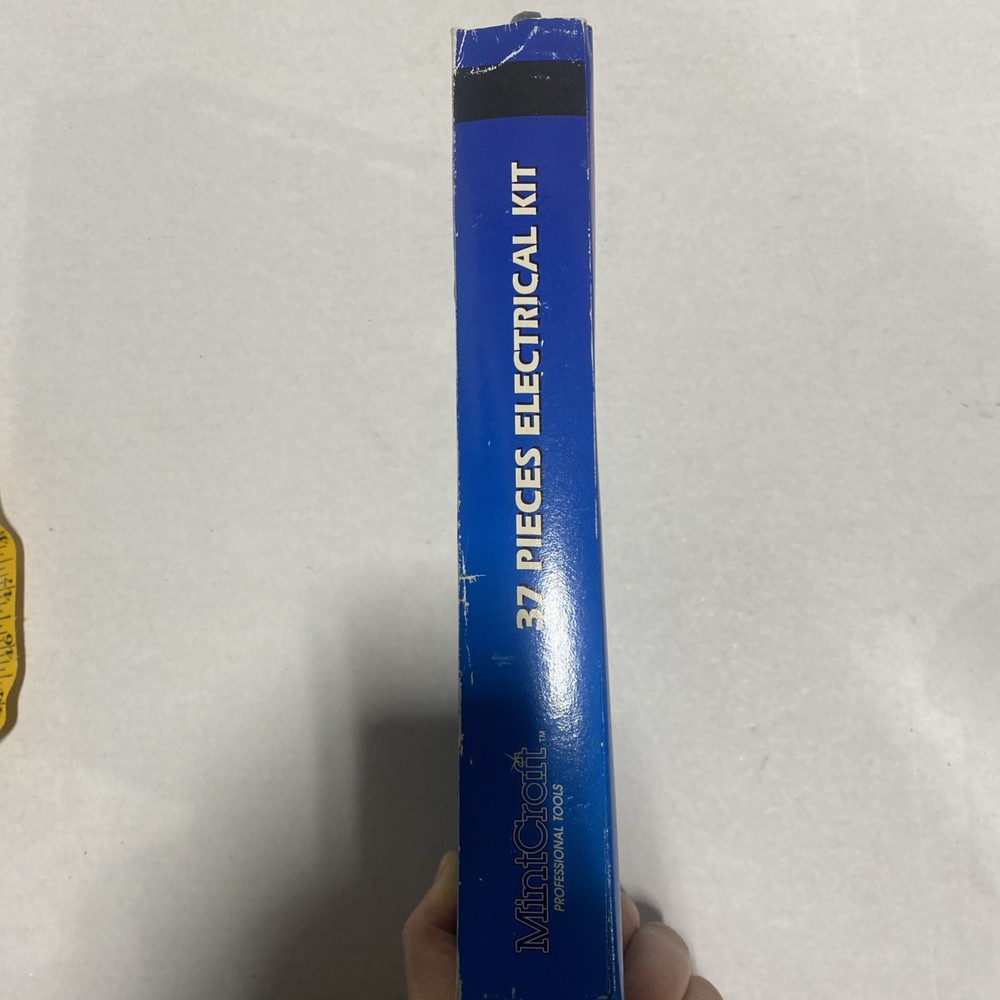 MintCraft™
PROFESSIONAL TOOLS
37 PIECES ELECTRICAL KIT